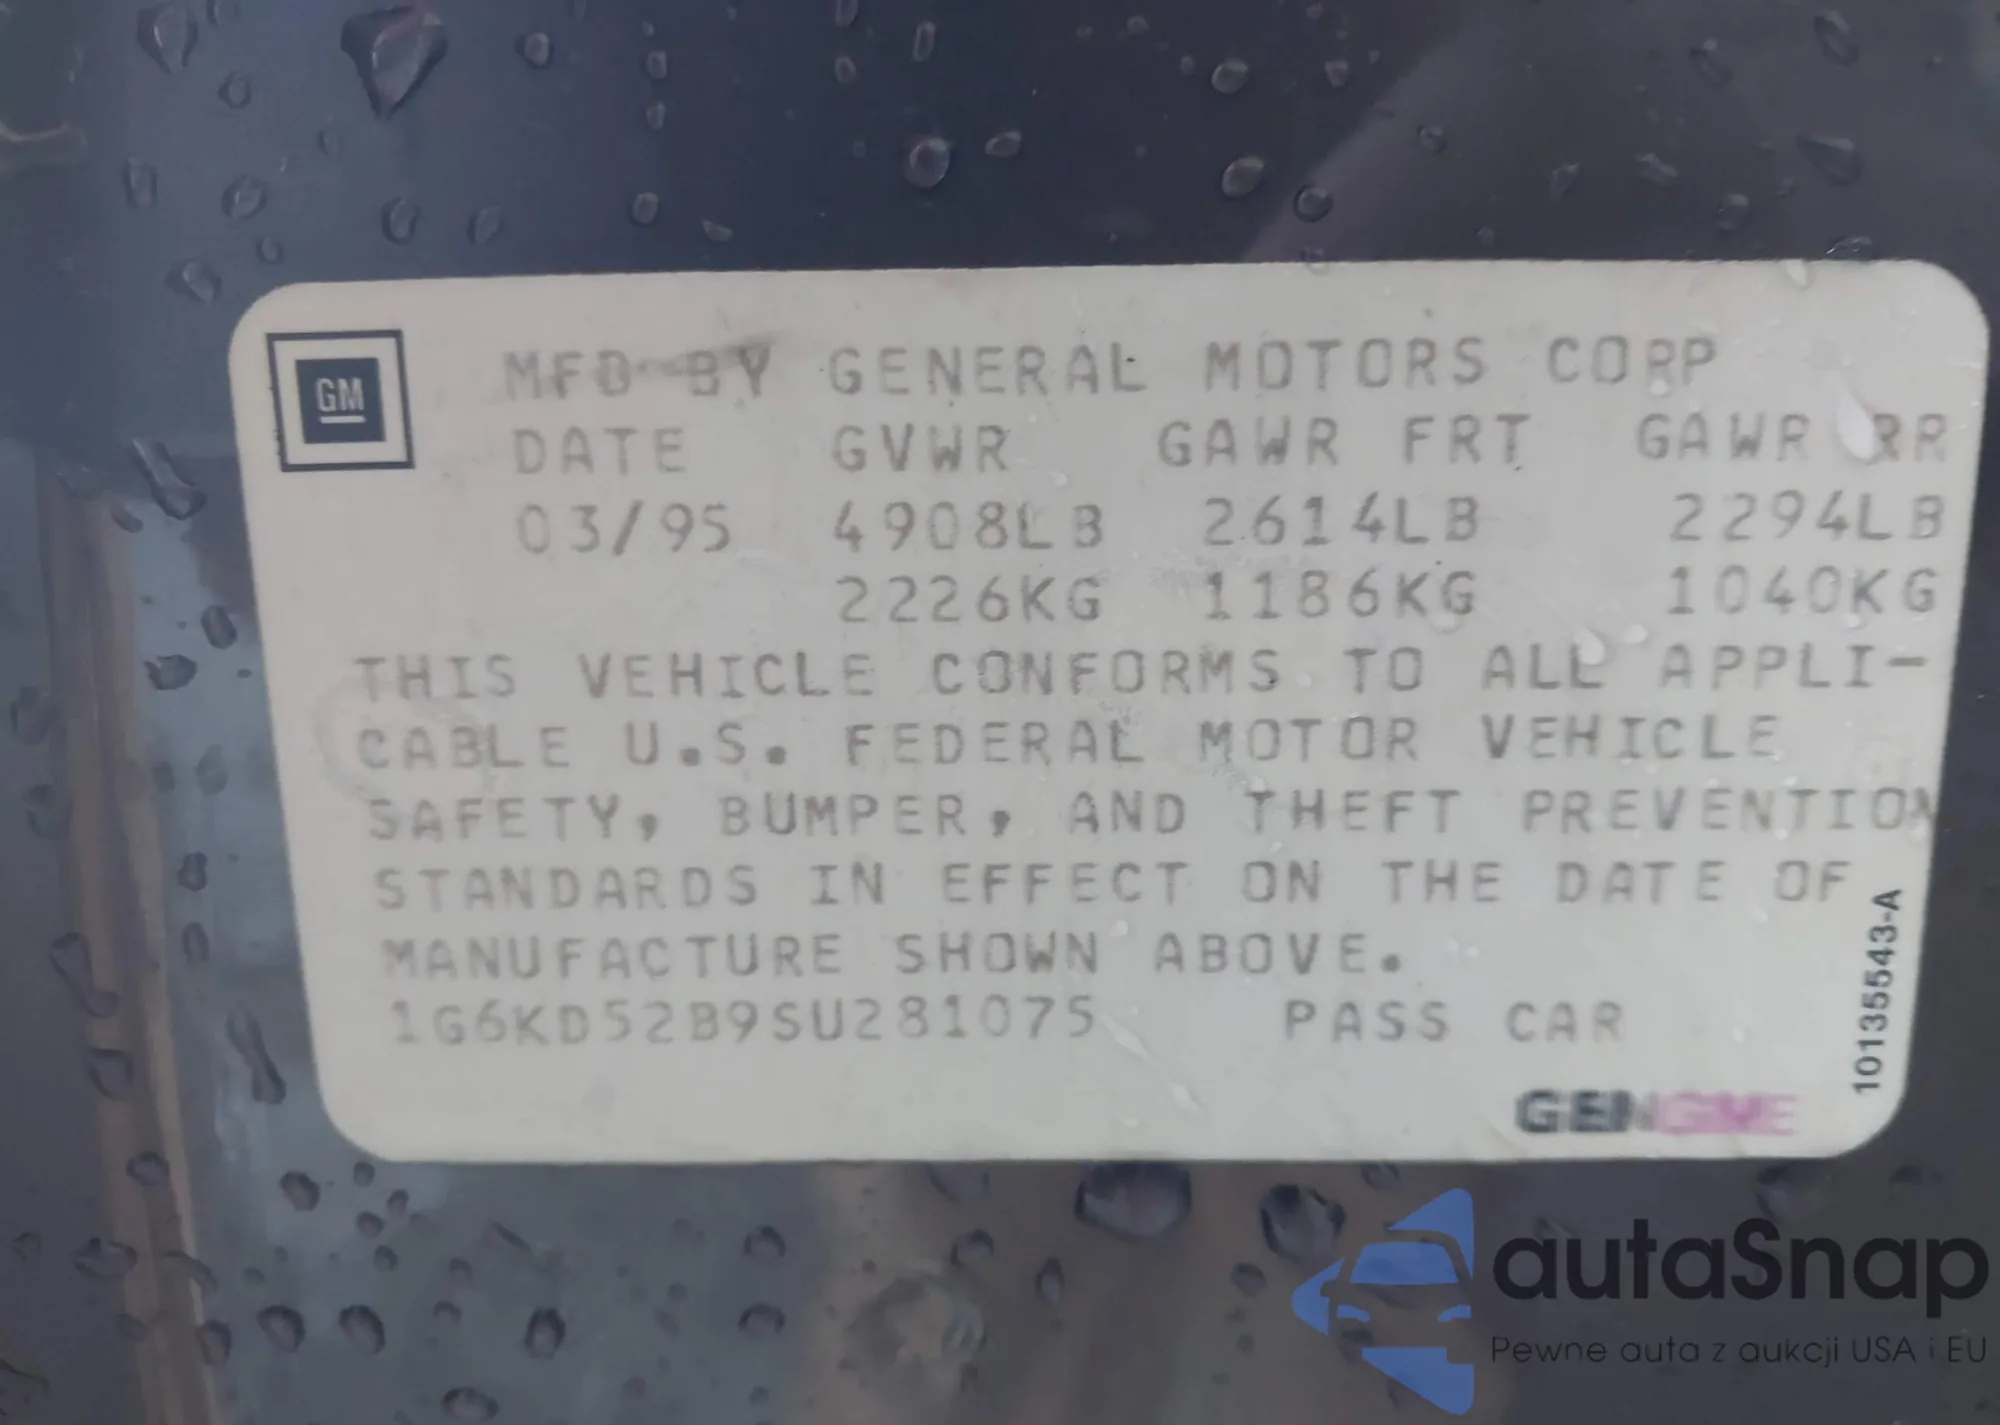 GM
MFD BY GENERAL MOTORS CORP
DATE GVWR GAWR FRT GAWR RR
03/95 4908LB 2614LB 2294LB
2226KG 1186KG 1040KG
THIS VEHICLE CONFORMS TO ALL APPLI-
CABLE U.S. FEDERAL MOTOR VEHICLE
SAFETY, BUMPER, AND THEFT PREVENTION
STANDARDS IN EFFECT ON THE DATE OF
MANUFACTURE SHOWN ABOVE.
1G6KD52B9SU281075 PASS CAR
10135543-A
autaSnap
Pewne auta z aukcji USA i EU